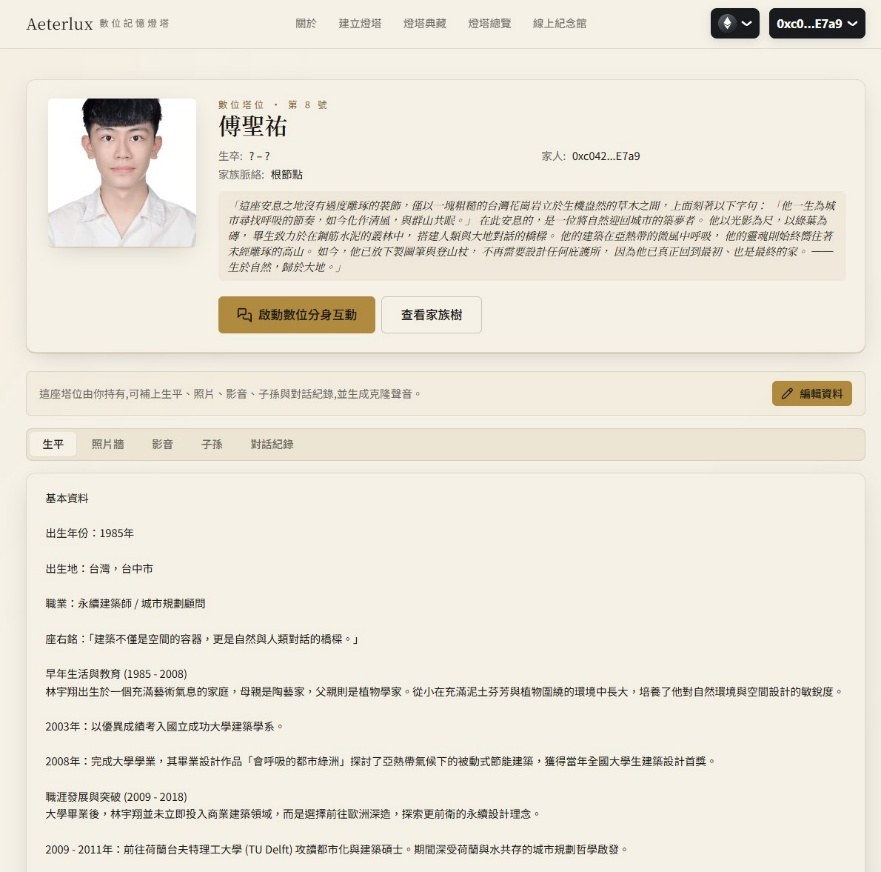 Aeterlux 數位記憶燈塔
關於 建立燈塔 燈塔典藏 燈塔總覽 線上紀念館
0xc0...E7a9
數位塔位 · 第 8 號
傅聖祐
生卒: ? – ? 家人: 0xc042...E7a9
家族脈絡: 根節點
「這座安息之地沒有過度雕琢的裝飾，僅以一塊粗糙的台灣花崗岩立於生機盎然的草木之間，上面刻著以下字句： 「他一生為城
市尋找呼吸的節奏，如今化作清風，與群山共眠。」 在此安息的，是一位將自然迎回城市的築夢者。 他以光影為尺，以綠葉為
磚， 畢生致力於在鋼筋水泥的叢林中， 搭建人類與大地對話的橋樑。 他的建築在亞熱帶的微風中呼吸， 他的靈魂則始終嚮往著
未經雕琢的高山。 如今，他已放下製圖筆與登山杖， 不再需要設計任何庇護所， 因為他已真正回到最初、也是最終的家。 ——
生於自然，歸於大地。」
啟動數位分身互動 查看家族樹
這座塔位由你持有,可補上生平、照片、影音、子孫與對話紀錄,並生成克隆聲音。 編輯資料
生平 照片牆 影音 子孫 對話紀錄
基本資料
出生年份：1985年
出生地：台灣，台中市
職業：永續建築師 / 城市規劃顧問
座右銘：「建築不僅是空間的容器，更是自然與人類對話的橋樑。」
早年生活與教育 (1985 - 2008)
林宇翔出生於一個充滿藝術氣息的家庭，母親是陶藝家，父親則是植物學家。從小在充滿泥土芬芳與植物圍繞的環境中長大，培養了他對自然環境與空間設計的敏銳度。
2003年：以優異成績考入國立成功大學建築學系。
2008年：完成大學學業，其畢業設計作品「會呼吸的都市綠洲」探討了亞熱帶氣候下的被動式節能建築，獲得當年全國大學生建築設計首獎。
職涯發展與突破 (2009 - 2018)
大學畢業後，林宇翔並未立即投入商業建築領域，而是選擇前往歐洲深造，探索更前衛的永續設計理念。
2009 - 2011年：前往荷蘭台夫特理工大學 (TU Delft) 攻讀都市化與建築碩士。期間深受荷蘭與水共存的城市規劃哲學啟發。